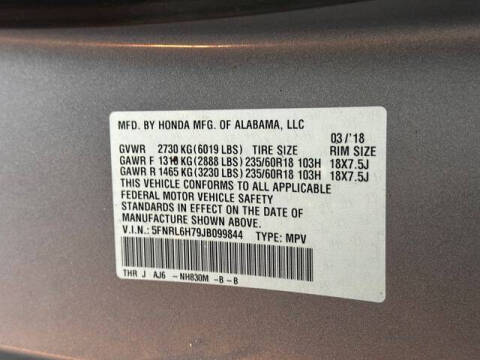 MFD. BY HONDA MFG. OF ALABAMA, LLC
03/'18
GVWR 2730 KG(6019 LBS) TIRE SIZE RIM SIZE
GAWR F 1310 KG(2888 LBS) 235/60R18 103H 18X7.5J
GAWR R 1465 KG(3230 LBS) 235/60R18 103H 18X7.5J
THIS VEHICLE CONFORMS TO ALL APPLICABLE
FEDERAL MOTOR VEHICLE SAFETY
STANDARDS IN EFFECT ON THE DATE OF
MANUFACTURE SHOWN ABOVE.
V.I.N.: 5FNRL6H79JB099844 TYPE: MPV
THR J AJ6 -NH830M -B-B